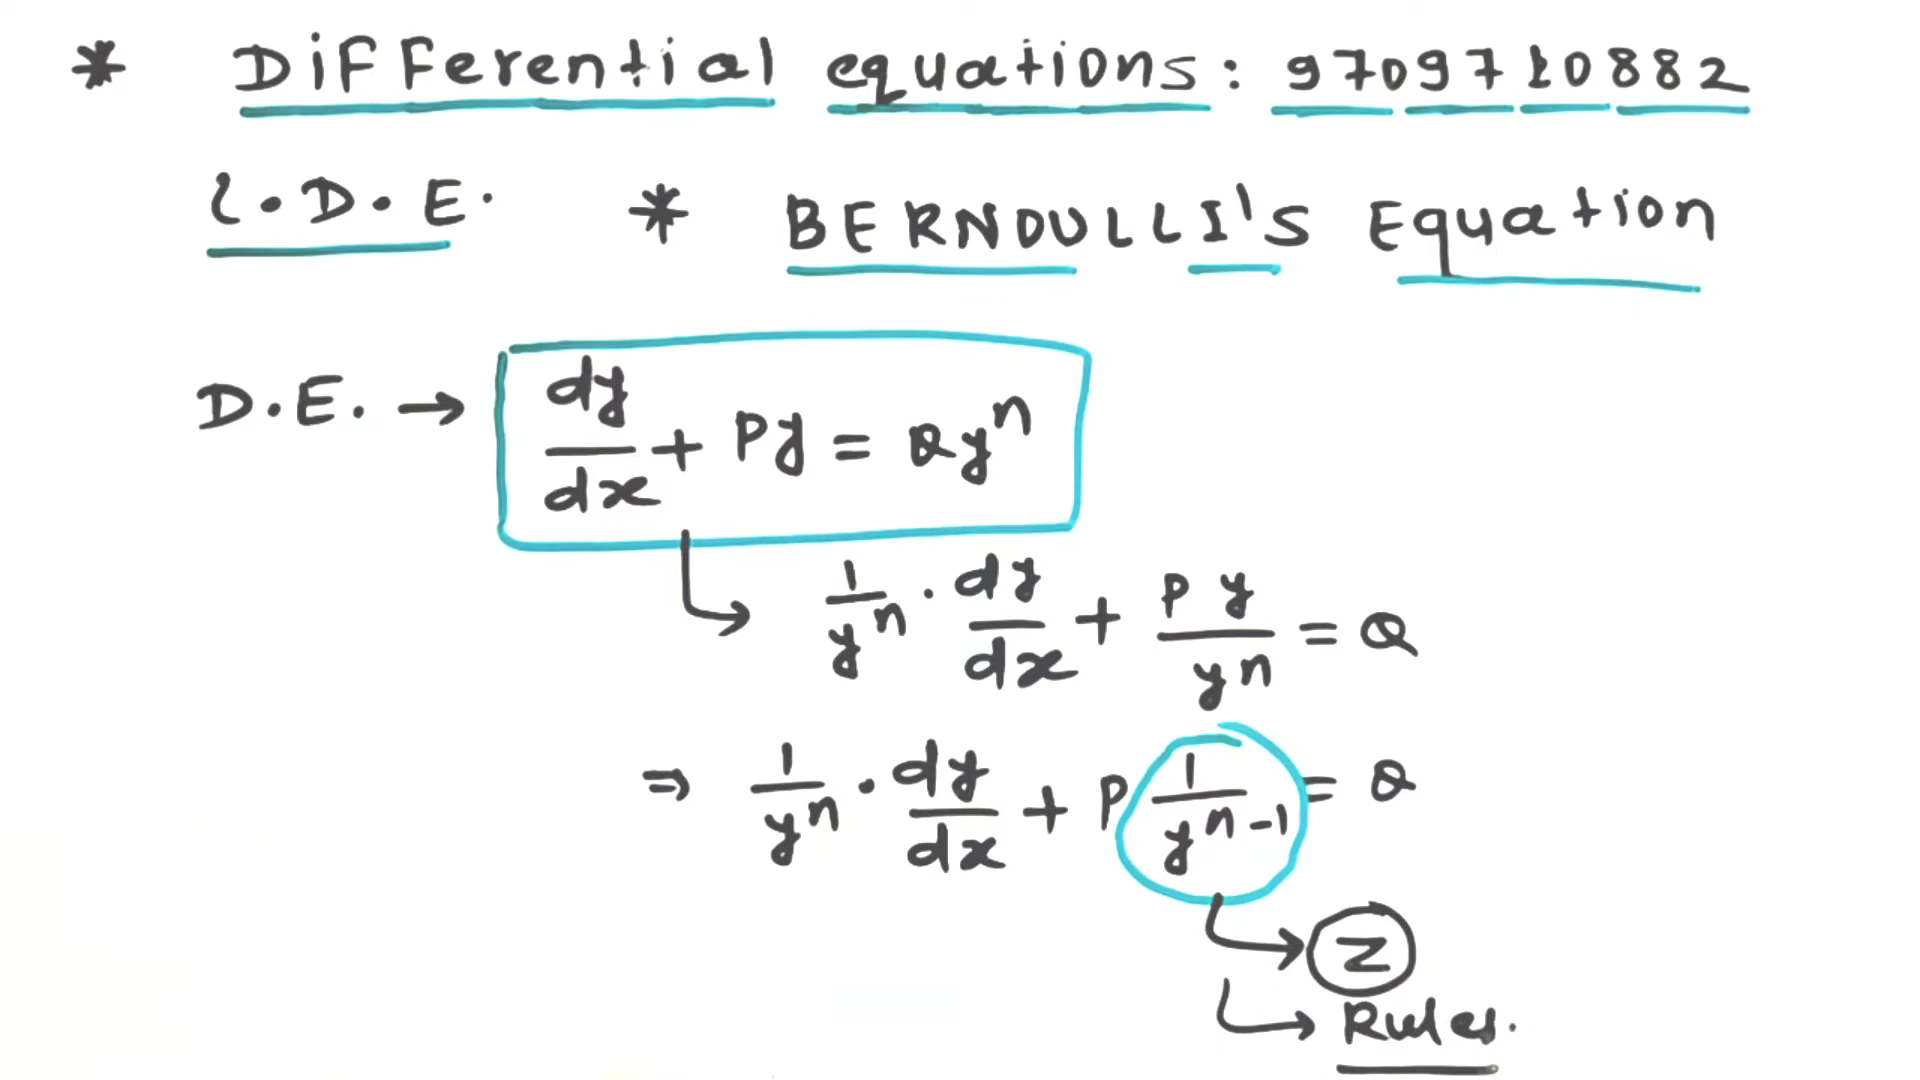 * Differential equations: 9709710882
L.D.E. * BERNOULLI'S Equation
D.E. → dy/dx + Py = Qy^n
↳ 1/y^n · dy/dx + Py/y^n = Q
⇒ 1/y^n · dy/dx + P 1/y^(n-1) = Q
↳ Z
↳ Rules.